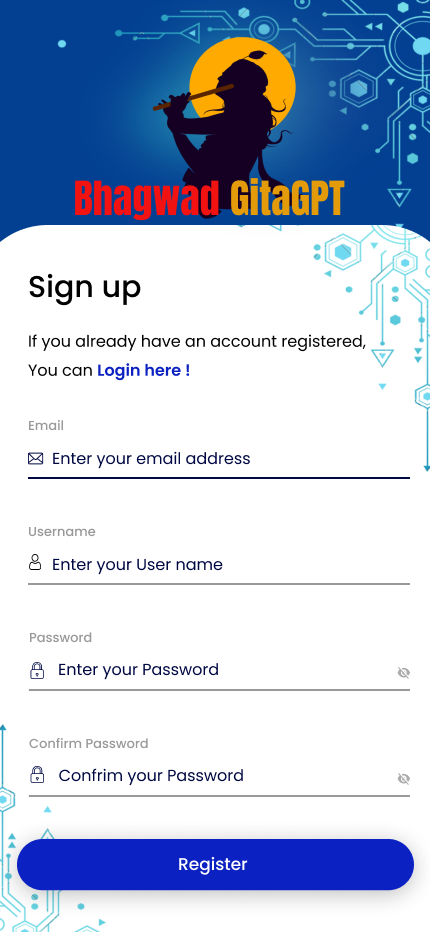 Bhagwad GitaGPT
Sign up
If you already have an account registered,
You can Login here !
Email
Enter your email address
Username
Enter your User name
Password
Enter your Password
Confirm Password
Confrim your Password
Register